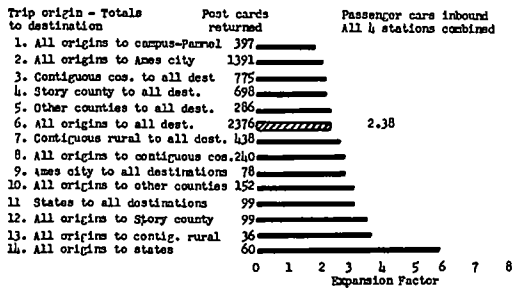 Trip origin - Totals Post cards Passenger cars inbound
to destination returned All 4 stations combined
1. All origins to campus-Pammel 397
2. All origins to Ames city 1391
3. Contiguous cos. to all dest 775
4. Story county to all dest. 698
5. Other counties to all dest. 286
6. All origins to all dest. 2376 2.38
7. Contiguous rural to all dest. 438
8. All origins to contiguous cos. 240
9. Ames city to all destinations 78
10. All origins to other counties 152
11 States to all destinations 99
12. All origins to Story county 99
13. All origins to contig. rural 36
14. All origins to states 60
0 1 2 3 4 5 6 7 8
Expansion Factor